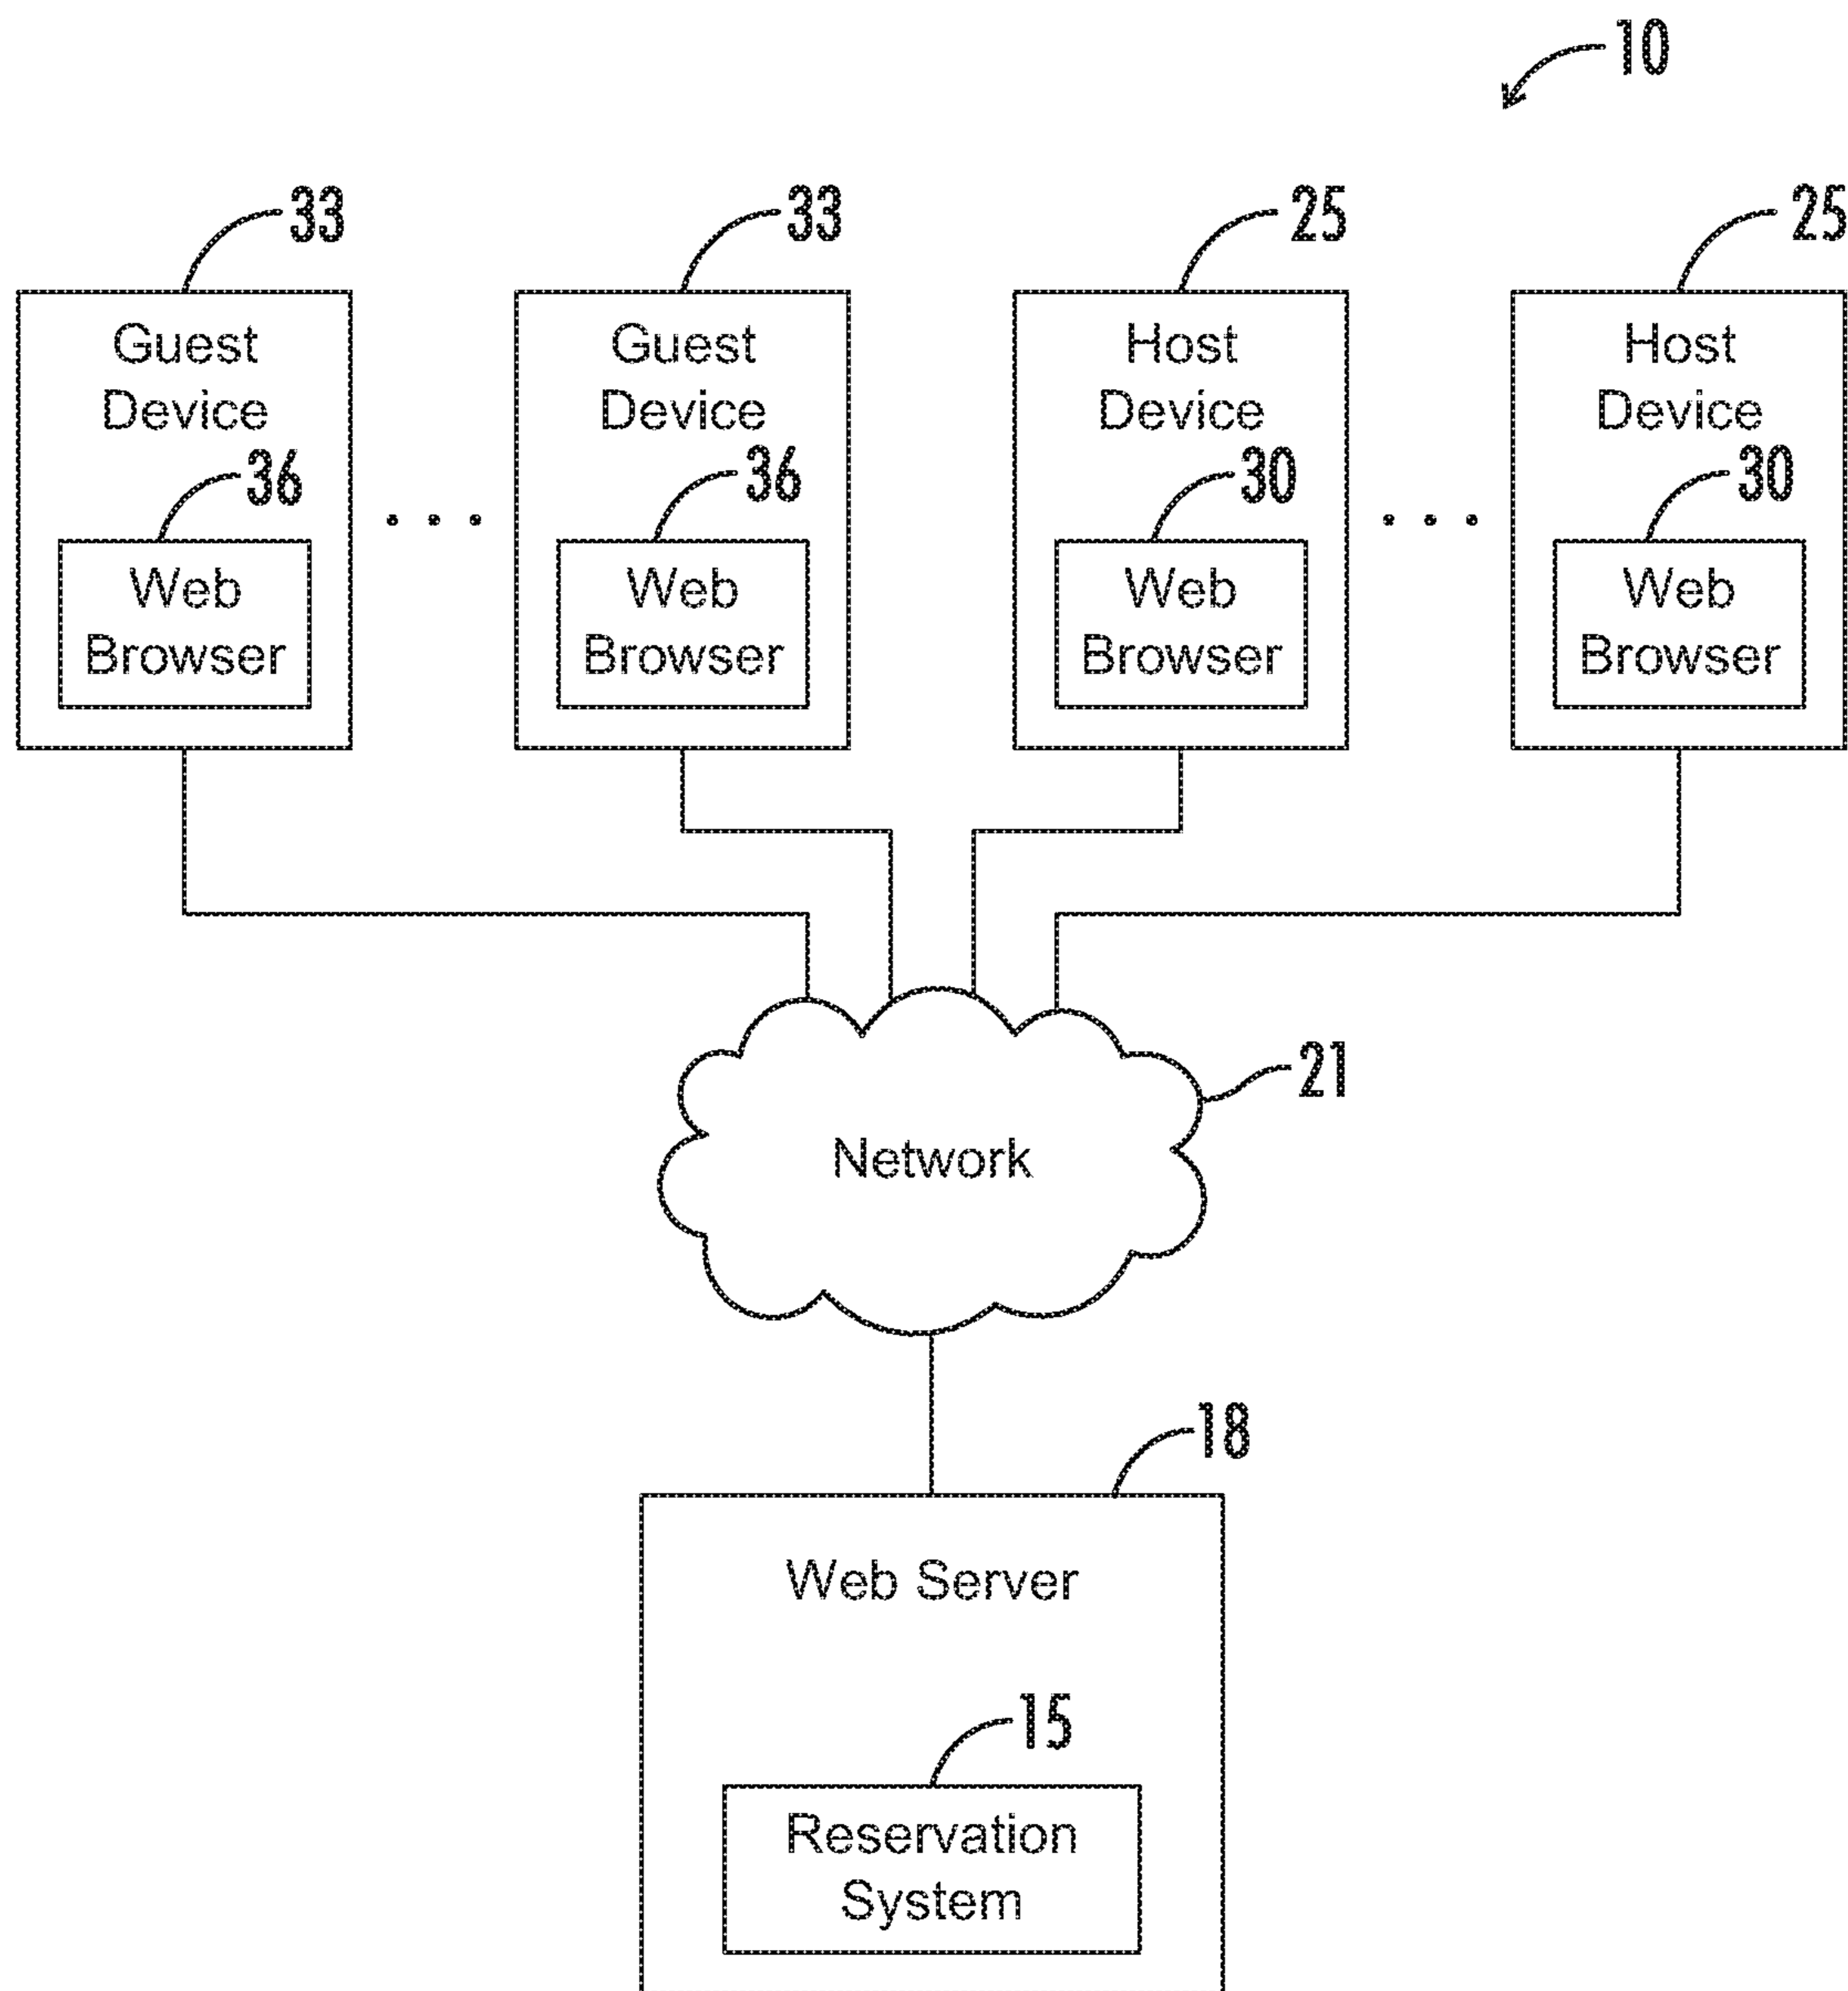 10
33
33
25
25
Guest
Device
Guest
Device
Host
Device
Host
Device
36
36
30
30
Web
Browser
Web
Browser
Web
Browser
Web
Browser
21
Network
18
Web Server
15
Reservation
System